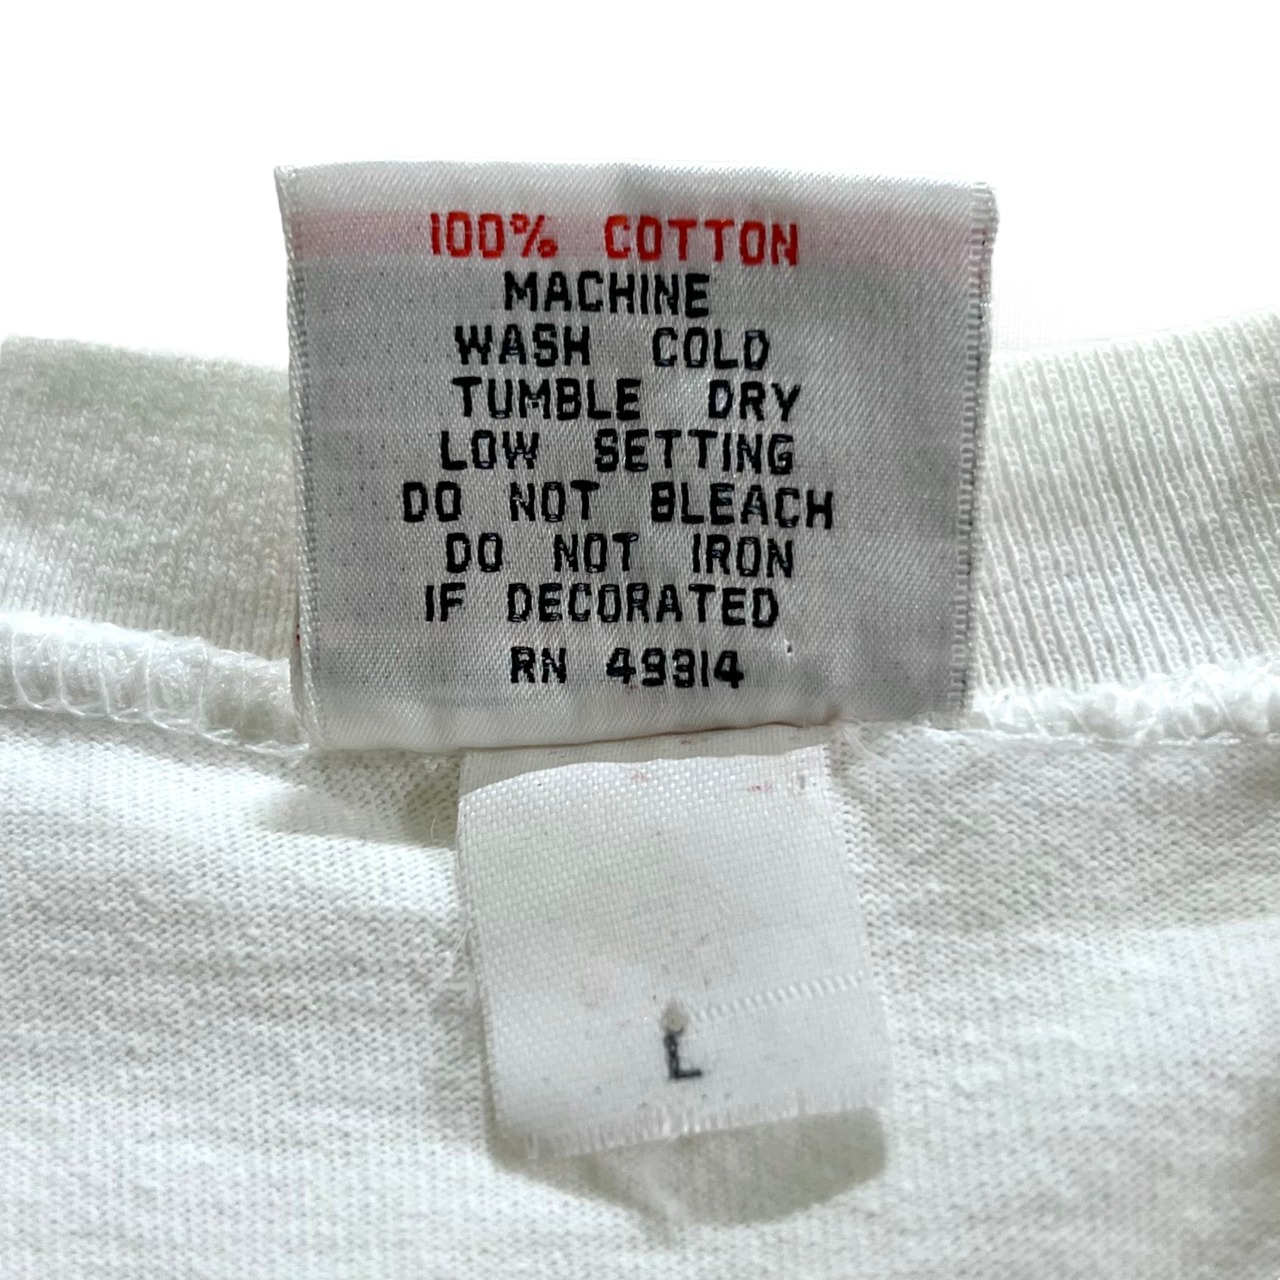 100% COTTON
MACHINE
WASH COLD
TUMBLE DRY
LOW SETTING
DO NOT BLEACH
DO NOT IRON
IF DECORATED
RN 49314
L